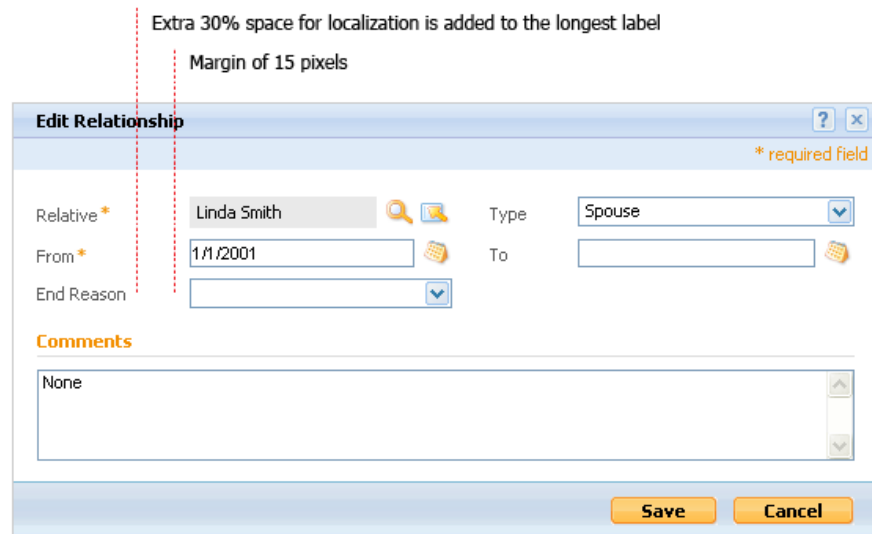 Extra 30% space for localization is added to the longest label
Margin of 15 pixels
Edit Relationship ? ×
* required field
Relative * Linda Smith Type Spouse
From * 1/1/2001 To
End Reason
Comments
None
Save Cancel